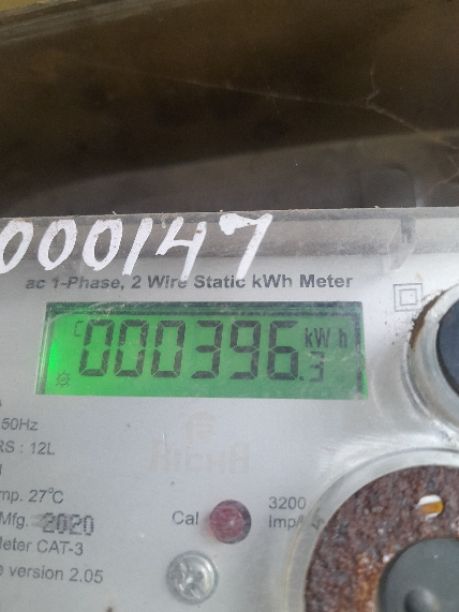 000147
ac 1-Phase, 2 Wire Static kWh Meter
C 000396.3 kW h
50Hz
RS : 12L
mp. 27°C
Mfg. 2020
Cal
3200
Imp/
Meter CAT-3
e version 2.05